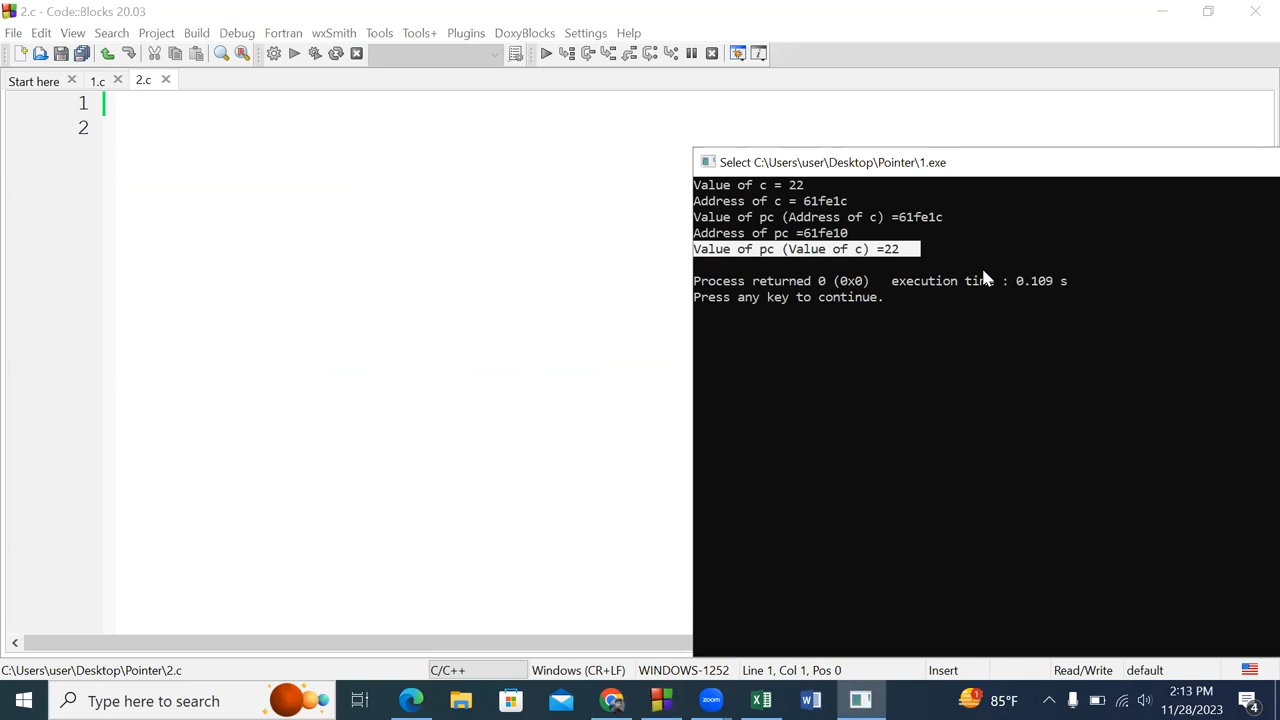 2.c - Code::Blocks 20.03
File Edit View Search Project Build Debug Fortran wxSmith Tools Tools+ Plugins DoxyBlocks Settings Help
Start here 1.c 2.c
1
2
Select C:\Users\user\Desktop\Pointer\1.exe
Value of c = 22
Address of c = 61fe1c
Value of pc (Address of c) =61fe1c
Address of pc =61fe10
Value of pc (Value of c) =22
Process returned 0 (0x0) execution time : 0.109 s
Press any key to continue.
C:\Users\user\Desktop\Pointer\2.c C/C++ Windows (CR+LF) WINDOWS-1252 Line 1, Col 1, Pos 0 Insert Read/Write default
Type here to search zoom 1 85°F 2:13 PM
11/28/2023 4